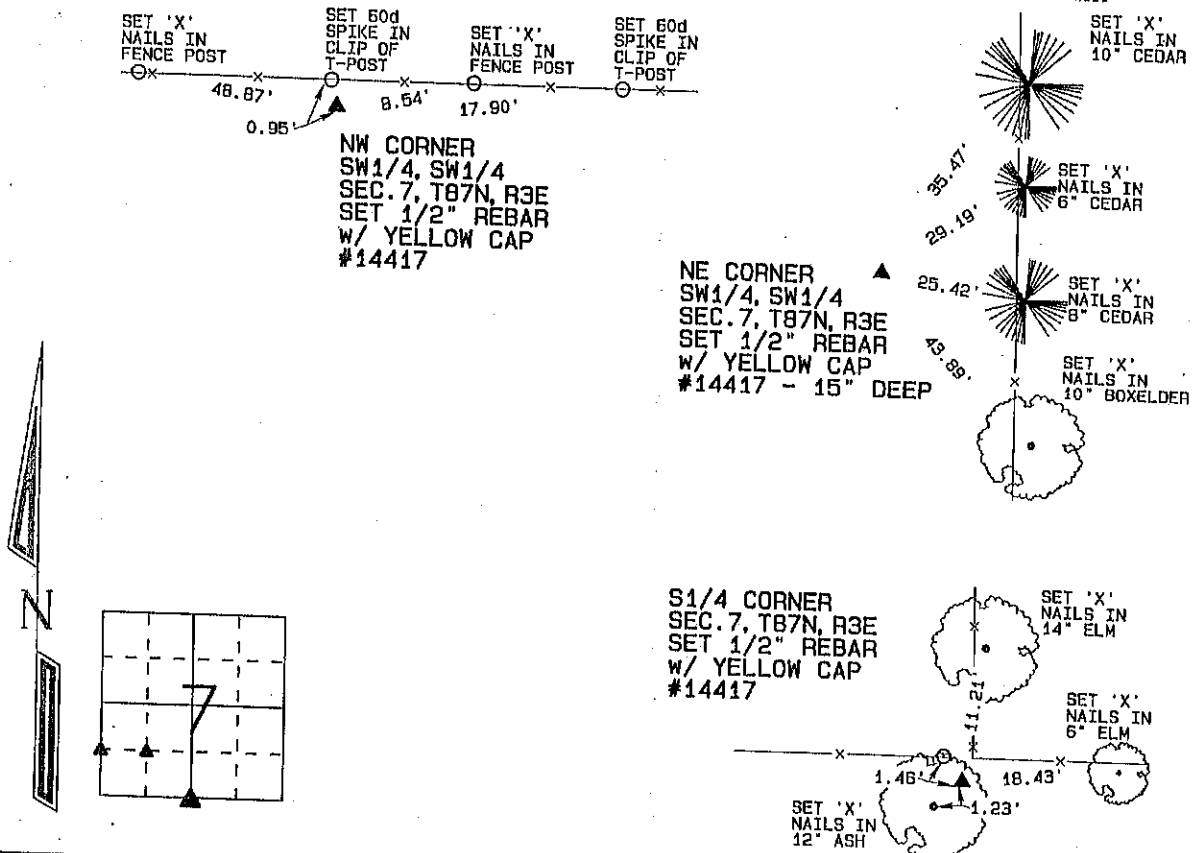 SET 'X'
NAILS IN
FENCE POST
SET 60d
SPIKE IN
CLIP OF
T-POST
SET 'X'
NAILS IN
FENCE POST
SET 60d
SPIKE IN
CLIP OF
T-POST
48.87'
8.54'
17.90'
0.95'
NW CORNER
SW1/4, SW1/4
SEC.7, T87N, R3E
SET 1/2" REBAR
W/ YELLOW CAP
#14417
SET 'X'
NAILS IN
10" CEDAR
35.47'
SET 'X'
NAILS IN
6" CEDAR
29.19'
NE CORNER
SW1/4, SW1/4
SEC.7, T87N, R3E
SET 1/2" REBAR
W/ YELLOW CAP
#14417 - 15" DEEP
25.42'
SET 'X'
NAILS IN
8" CEDAR
43.89'
SET 'X'
NAILS IN
10" BOXELDER
N
7
S1/4 CORNER
SEC.7, T87N, R3E
SET 1/2" REBAR
W/ YELLOW CAP
#14417
SET 'X'
NAILS IN
14" ELM
11.21
SET 'X'
NAILS IN
6" ELM
1.46'
18.43'
1.23'
SET 'X'
NAILS IN
12" ASH